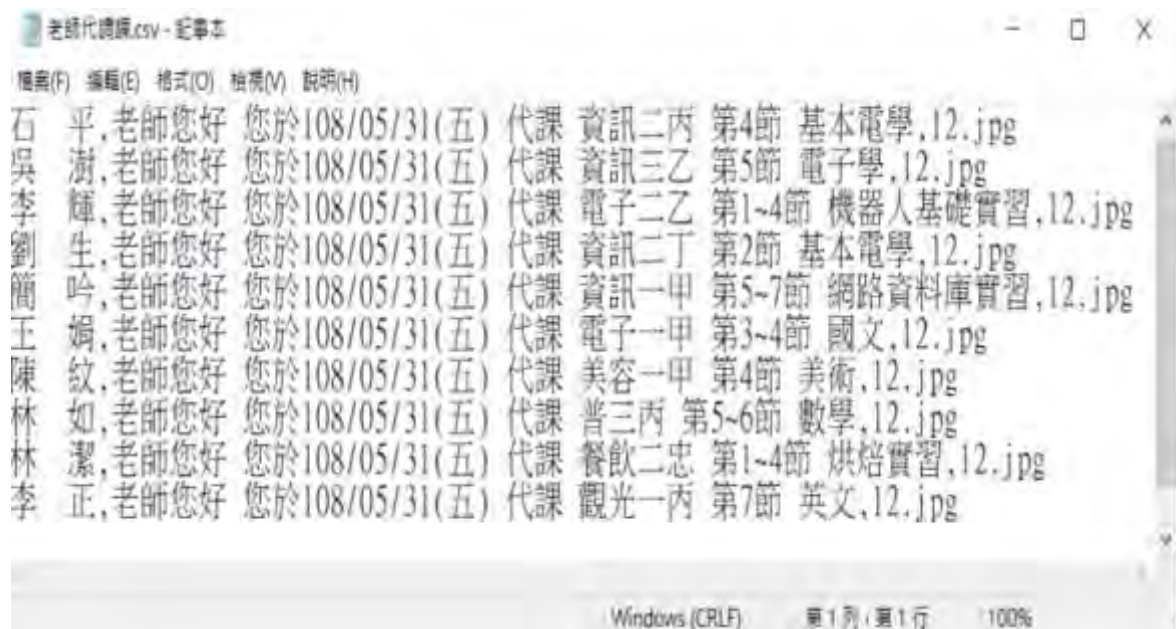 老師代調課.csv - 記事本
檔案(F) 編輯(E) 格式(O) 檢視(V) 說明(H)
石 平,老師您好 您於108/05/31(五) 代課 資訊二丙 第4節 基本電學,12.jpg
吳 澍,老師您好 您於108/05/31(五) 代課 資訊三乙 第5節 電子學,12.jpg
李 輝,老師您好 您於108/05/31(五) 代課 電子二乙 第1~4節 機器人基礎實習,12.jpg
劉 生,老師您好 您於108/05/31(五) 代課 資訊二丁 第2節 基本電學,12.jpg
簡 吟,老師您好 您於108/05/31(五) 代課 資訊一甲 第5~7節 網路資料庫實習,12.jpg
王 娟,老師您好 您於108/05/31(五) 代課 電子一甲 第3~4節 國文,12.jpg
陳 紋,老師您好 您於108/05/31(五) 代課 美容一甲 第4節 美術,12.jpg
林 如,老師您好 您於108/05/31(五) 代課 普三丙 第5~6節 數學,12.jpg
林 潔,老師您好 您於108/05/31(五) 代課 餐飲二忠 第1~4節 烘焙實習,12.jpg
李 正,老師您好 您於108/05/31(五) 代課 觀光一丙 第7節 英文,12.jpg
Windows (CRLF) 第1列,第1行 100%